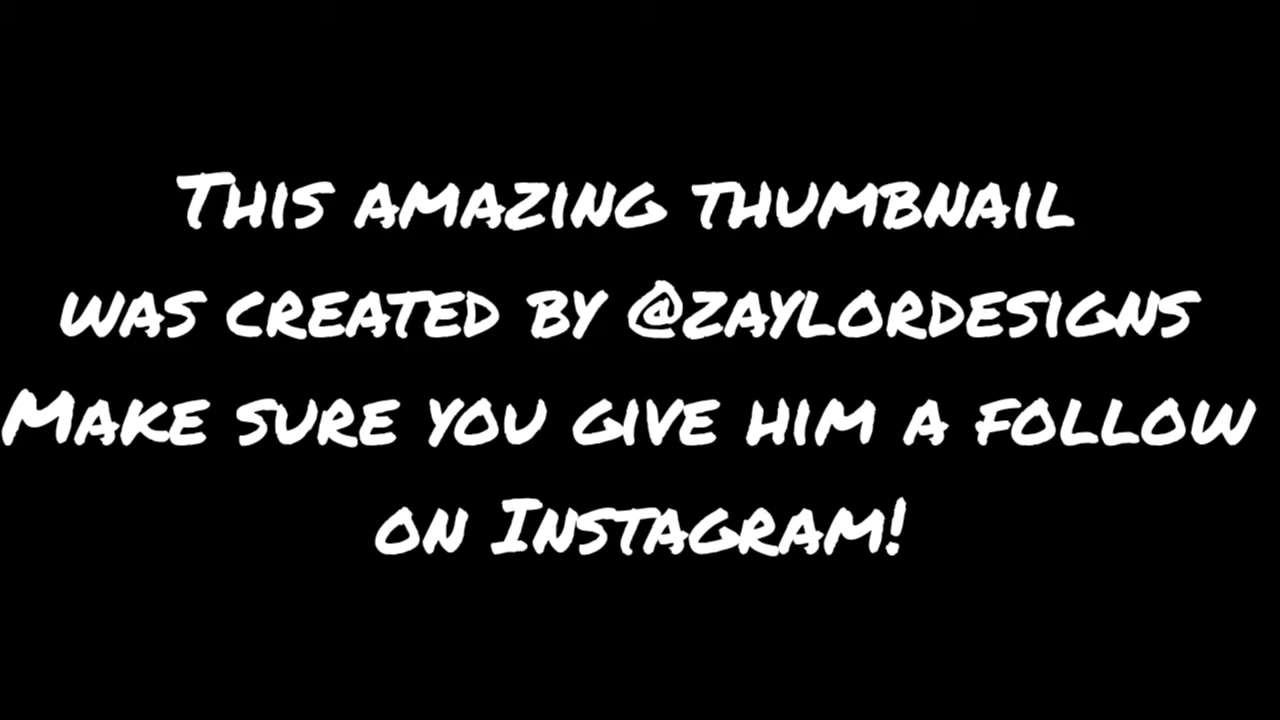 This amazing thumbnail
was created by @zaylordesigns
Make sure you give him a follow
on Instagram!